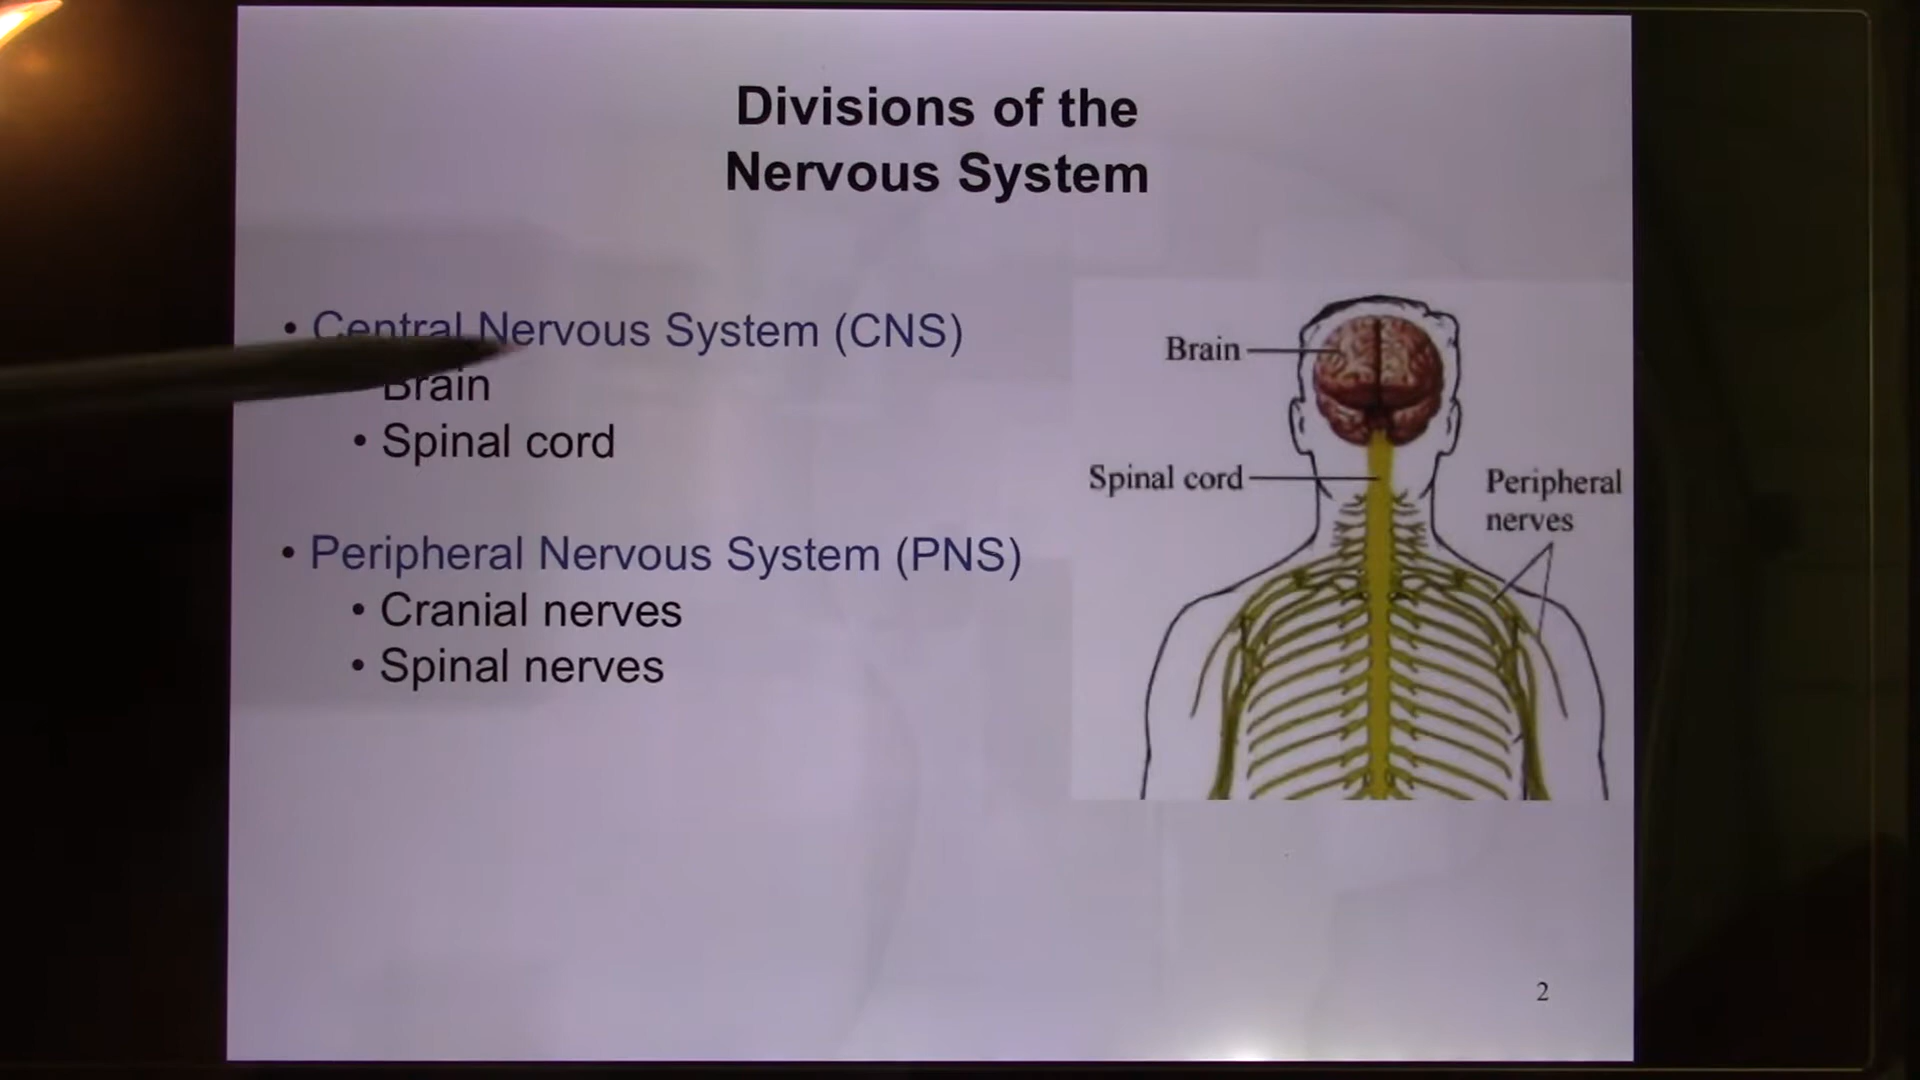 Divisions of the
Nervous System
• Central Nervous System (CNS)
Brain
• Spinal cord
• Peripheral Nervous System (PNS)
• Cranial nerves
• Spinal nerves
Brain
Spinal cord
Peripheral
nerves
2